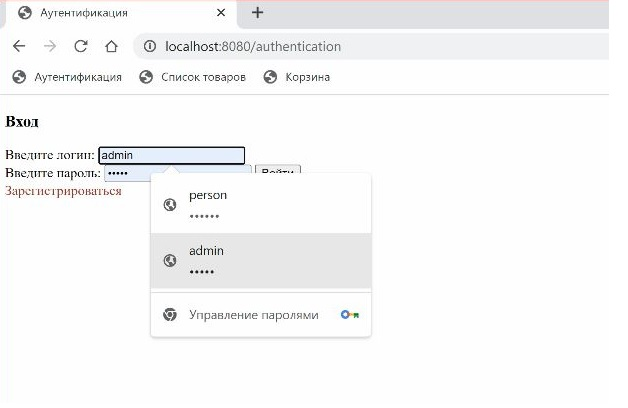 Аутентификация
localhost:8080/authentication
Аутентификация Список товаров Корзина
Вход
Введите логин: admin
Введите пароль: ••••• Войти
Зарегистрироваться
person
••••••
admin
•••••
Управление паролями